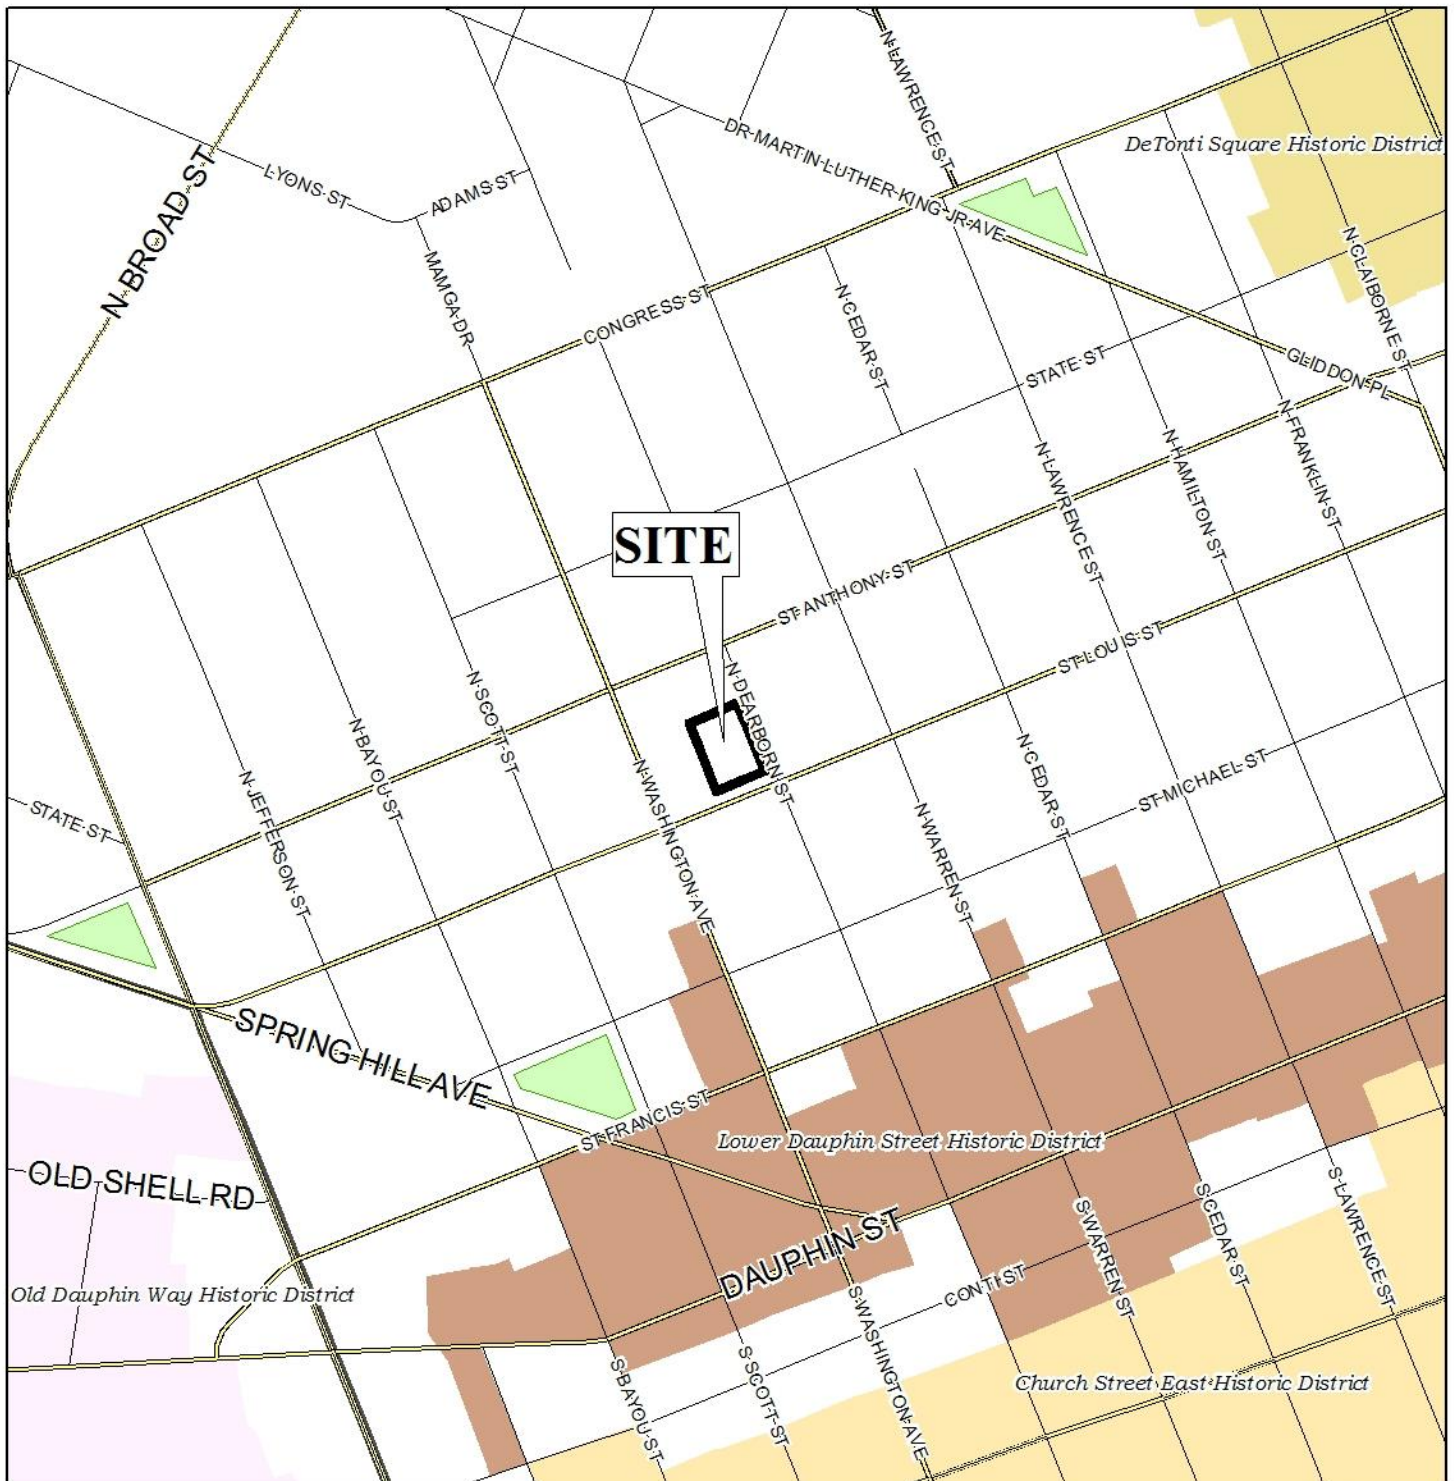 N LAWRENCE ST
DR MARTIN LUTHER KING JR AVE
DeTonti Square Historic District
LYONS ST
ADAMS ST
N BROAD ST
MAMGA DR
N CLAIBORNE ST
CONGRESS ST
N CEDAR ST
STATE ST
GLIDDON PL
N FRANKLIN ST
N HAMILTON ST
N LAWRENCE ST
SITE
ST ANTHONY ST
ST LOUIS ST
N DEARBORN ST
N SCOTT ST
N BAYOU ST
N JEFFERSON ST
N WASHINGTON AVE
N CEDAR ST
ST MICHAEL ST
STATE ST
N WARREN ST
SPRING HILL AVE
ST FRANCIS ST
Lower Dauphin Street Historic District
OLD SHELL RD
DAUPHIN ST
S WARREN ST
S CEDAR ST
S LAWRENCE ST
CONTI ST
Old Dauphin Way Historic District
S WASHINGTON AVE
S BAYOU ST
S SCOTT ST
Church Street East Historic District